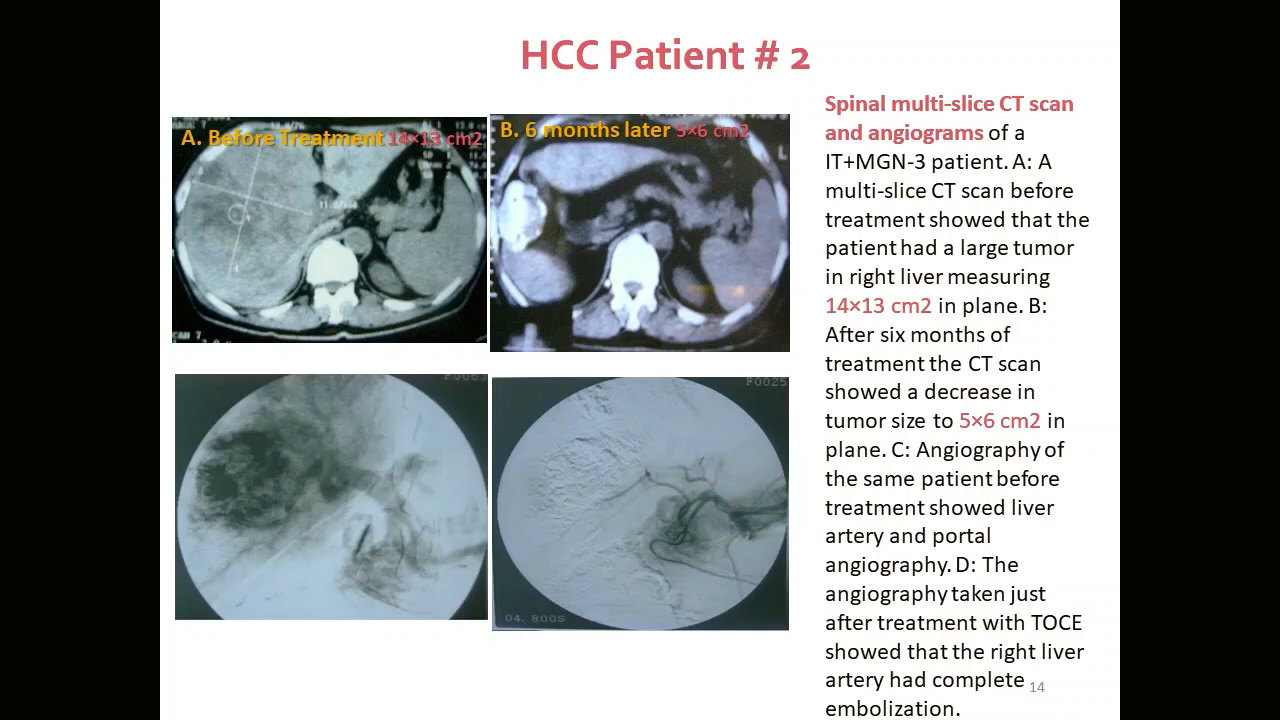 HCC Patient # 2
A. Before Treatment 14×13 cm2
B. 6 months later 5×6 cm2
L
F0025
04. 800S
Spinal multi-slice CT scan
and angiograms of a
IT+MGN-3 patient. A: A
multi-slice CT scan before
treatment showed that the
patient had a large tumor
in right liver measuring
14×13 cm2 in plane. B:
After six months of
treatment the CT scan
showed a decrease in
tumor size to 5×6 cm2 in
plane. C: Angiography of
the same patient before
treatment showed liver
artery and portal
angiography. D: The
angiography taken just
after treatment with TOCE
showed that the right liver
artery had complete
embolization.
14